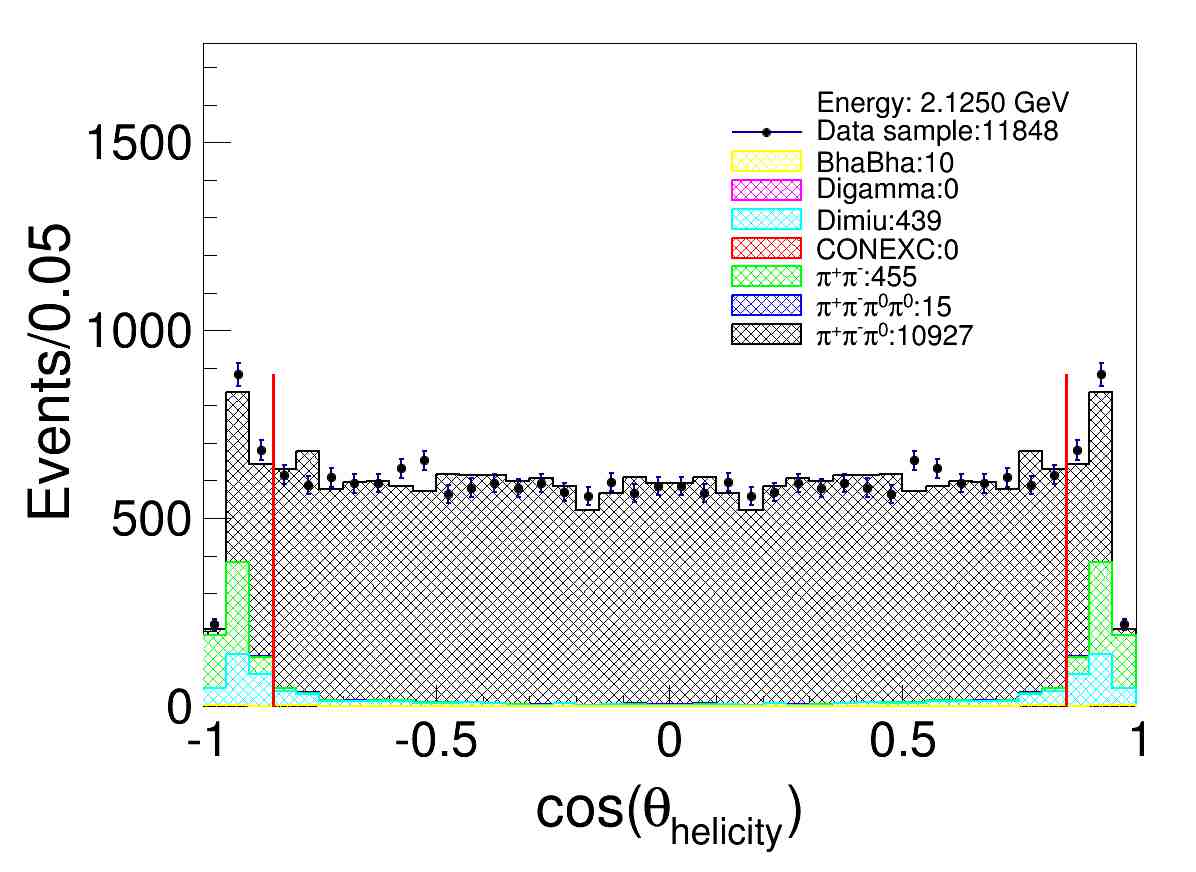 Energy: 2.1250 GeV
Data sample:11848
BhaBha:10
Digamma:0
Dimiu:439
CONEXC:0
π⁺π⁻:455
π⁺π⁻π⁰π⁰:15
π⁺π⁻π⁰:10927
Events/0.05
1500
1000
500
0
-1
-0.5
0
0.5
1
cos(θhelicity)